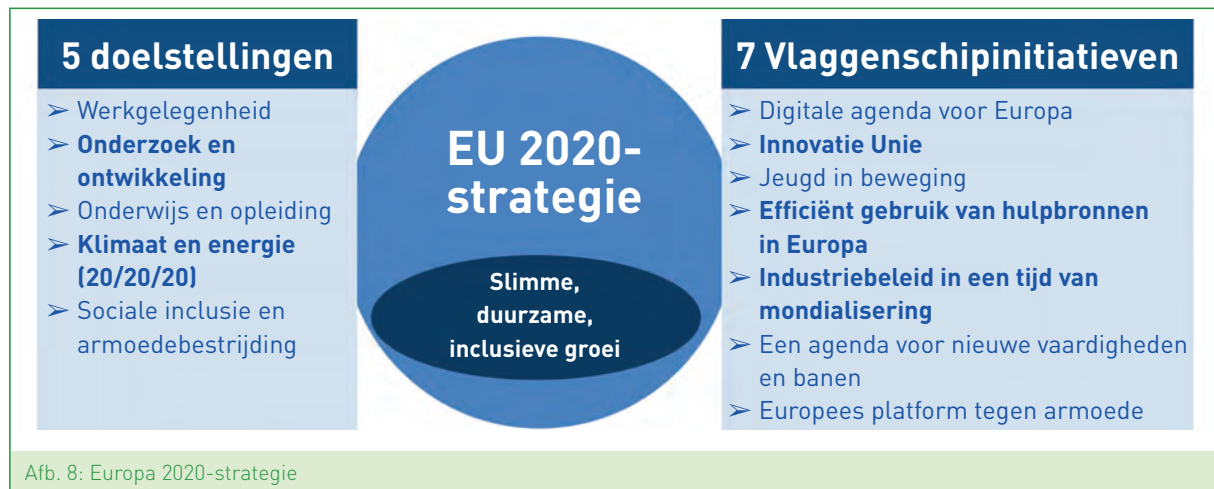 5 doelstellingen
➢ Werkgelegenheid
➢ Onderzoek en
ontwikkeling
➢ Onderwijs en opleiding
➢ Klimaat en energie
(20/20/20)
➢ Sociale inclusie en
armoedebestrijding
EU 2020-
strategie
Slimme,
duurzame,
inclusieve groei
7 Vlaggenschipinitiatieven
➢ Digitale agenda voor Europa
➢ Innovatie Unie
➢ Jeugd in beweging
➢ Efficiënt gebruik van hulpbronnen
in Europa
➢ Industriebeleid in een tijd van
mondialisering
➢ Een agenda voor nieuwe vaardigheden
en banen
➢ Europees platform tegen armoede
Afb. 8: Europa 2020-strategie